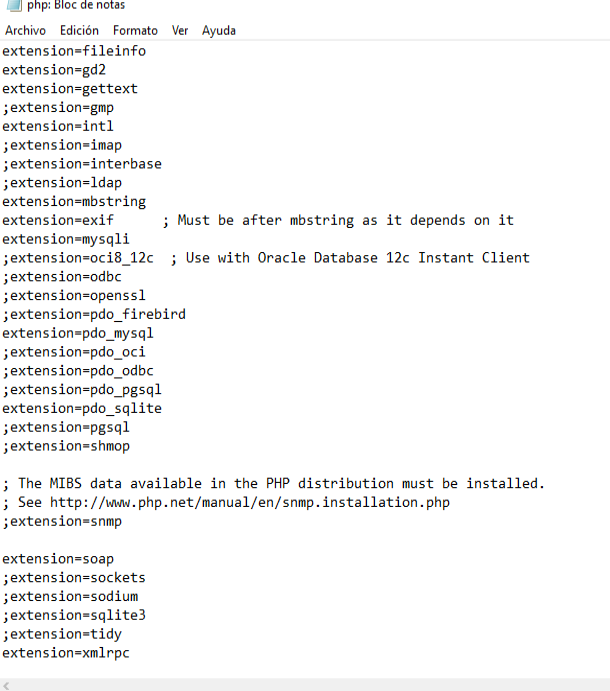 php: Bloc de notas
Archivo Edición Formato Ver Ayuda
extension=fileinfo
extension=gd2
extension=gettext
;extension=gmp
extension=intl
;extension=imap
;extension=interbase
;extension=ldap
extension=mbstring
extension=exif      ; Must be after mbstring as it depends on it
extension=mysqli
;extension=oci8_12c  ; Use with Oracle Database 12c Instant Client
;extension=odbc
;extension=openssl
;extension=pdo_firebird
extension=pdo_mysql
;extension=pdo_oci
;extension=pdo_odbc
;extension=pdo_pgsql
extension=pdo_sqlite
;extension=pgsql
;extension=shmop
; The MIBS data available in the PHP distribution must be installed.
; See http://www.php.net/manual/en/snmp.installation.php
;extension=snmp
extension=soap
;extension=sockets
;extension=sodium
;extension=sqlite3
;extension=tidy
extension=xmlrpc